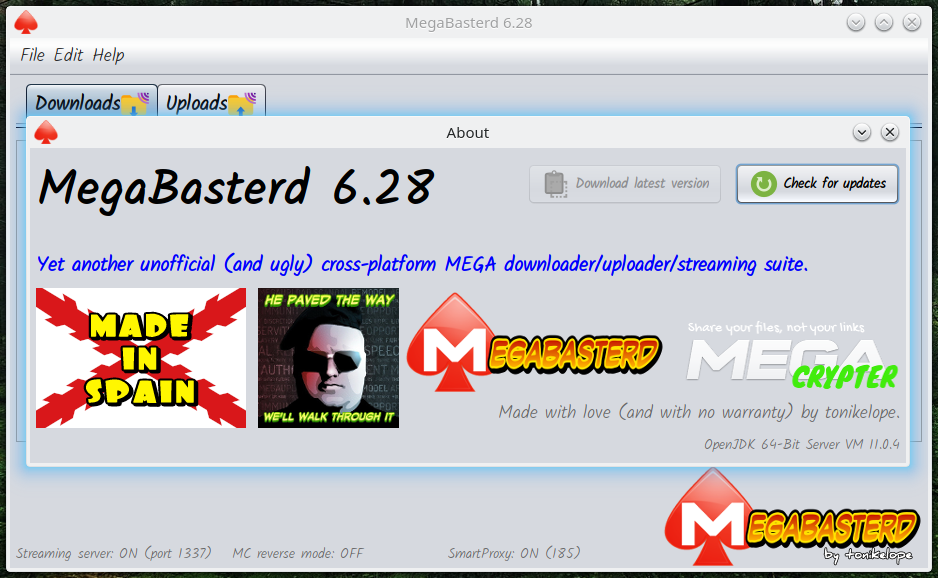 MegaBasterd 6.28
File Edit Help
Downloads Uploads
About
MegaBasterd 6.28
Download latest version
Check for updates
Yet another unofficial (and ugly) cross-platform MEGA downloader/uploader/streaming suite.
MADE
IN
SPAIN
HE PAVED THE WAY
WE'LL WALK THROUGH IT
MEGABASTERD
Share your files, not your links
MEGA
CRYPTER
Made with love (and with no warranty) by tonikelope.
OpenJDK 64-Bit Server VM 11.0.4
MEGABASTERD
by tonikelope
Streaming server: ON (port 1337) MC reverse mode: OFF SmartProxy: ON (185)